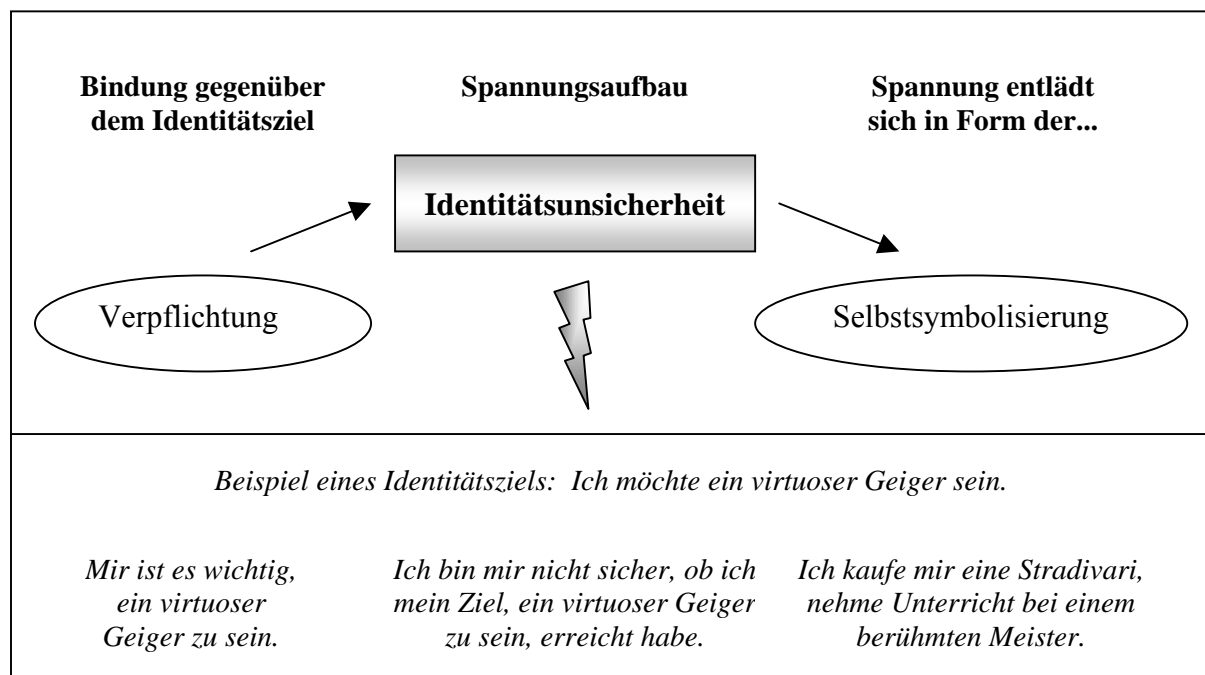 Bindung gegenüber
dem Identitätsziel
Spannungsaufbau
Spannung entlädt
sich in Form der...
Identitätsunsicherheit
Verpflichtung
Selbstsymbolisierung
Beispiel eines Identitätsziels: Ich möchte ein virtuoser Geiger sein.
Mir ist es wichtig,
ein virtuoser
Geiger zu sein.
Ich bin mir nicht sicher, ob ich
mein Ziel, ein virtuoser Geiger
zu sein, erreicht habe.
Ich kaufe mir eine Stradivari,
nehme Unterricht bei einem
berühmten Meister.